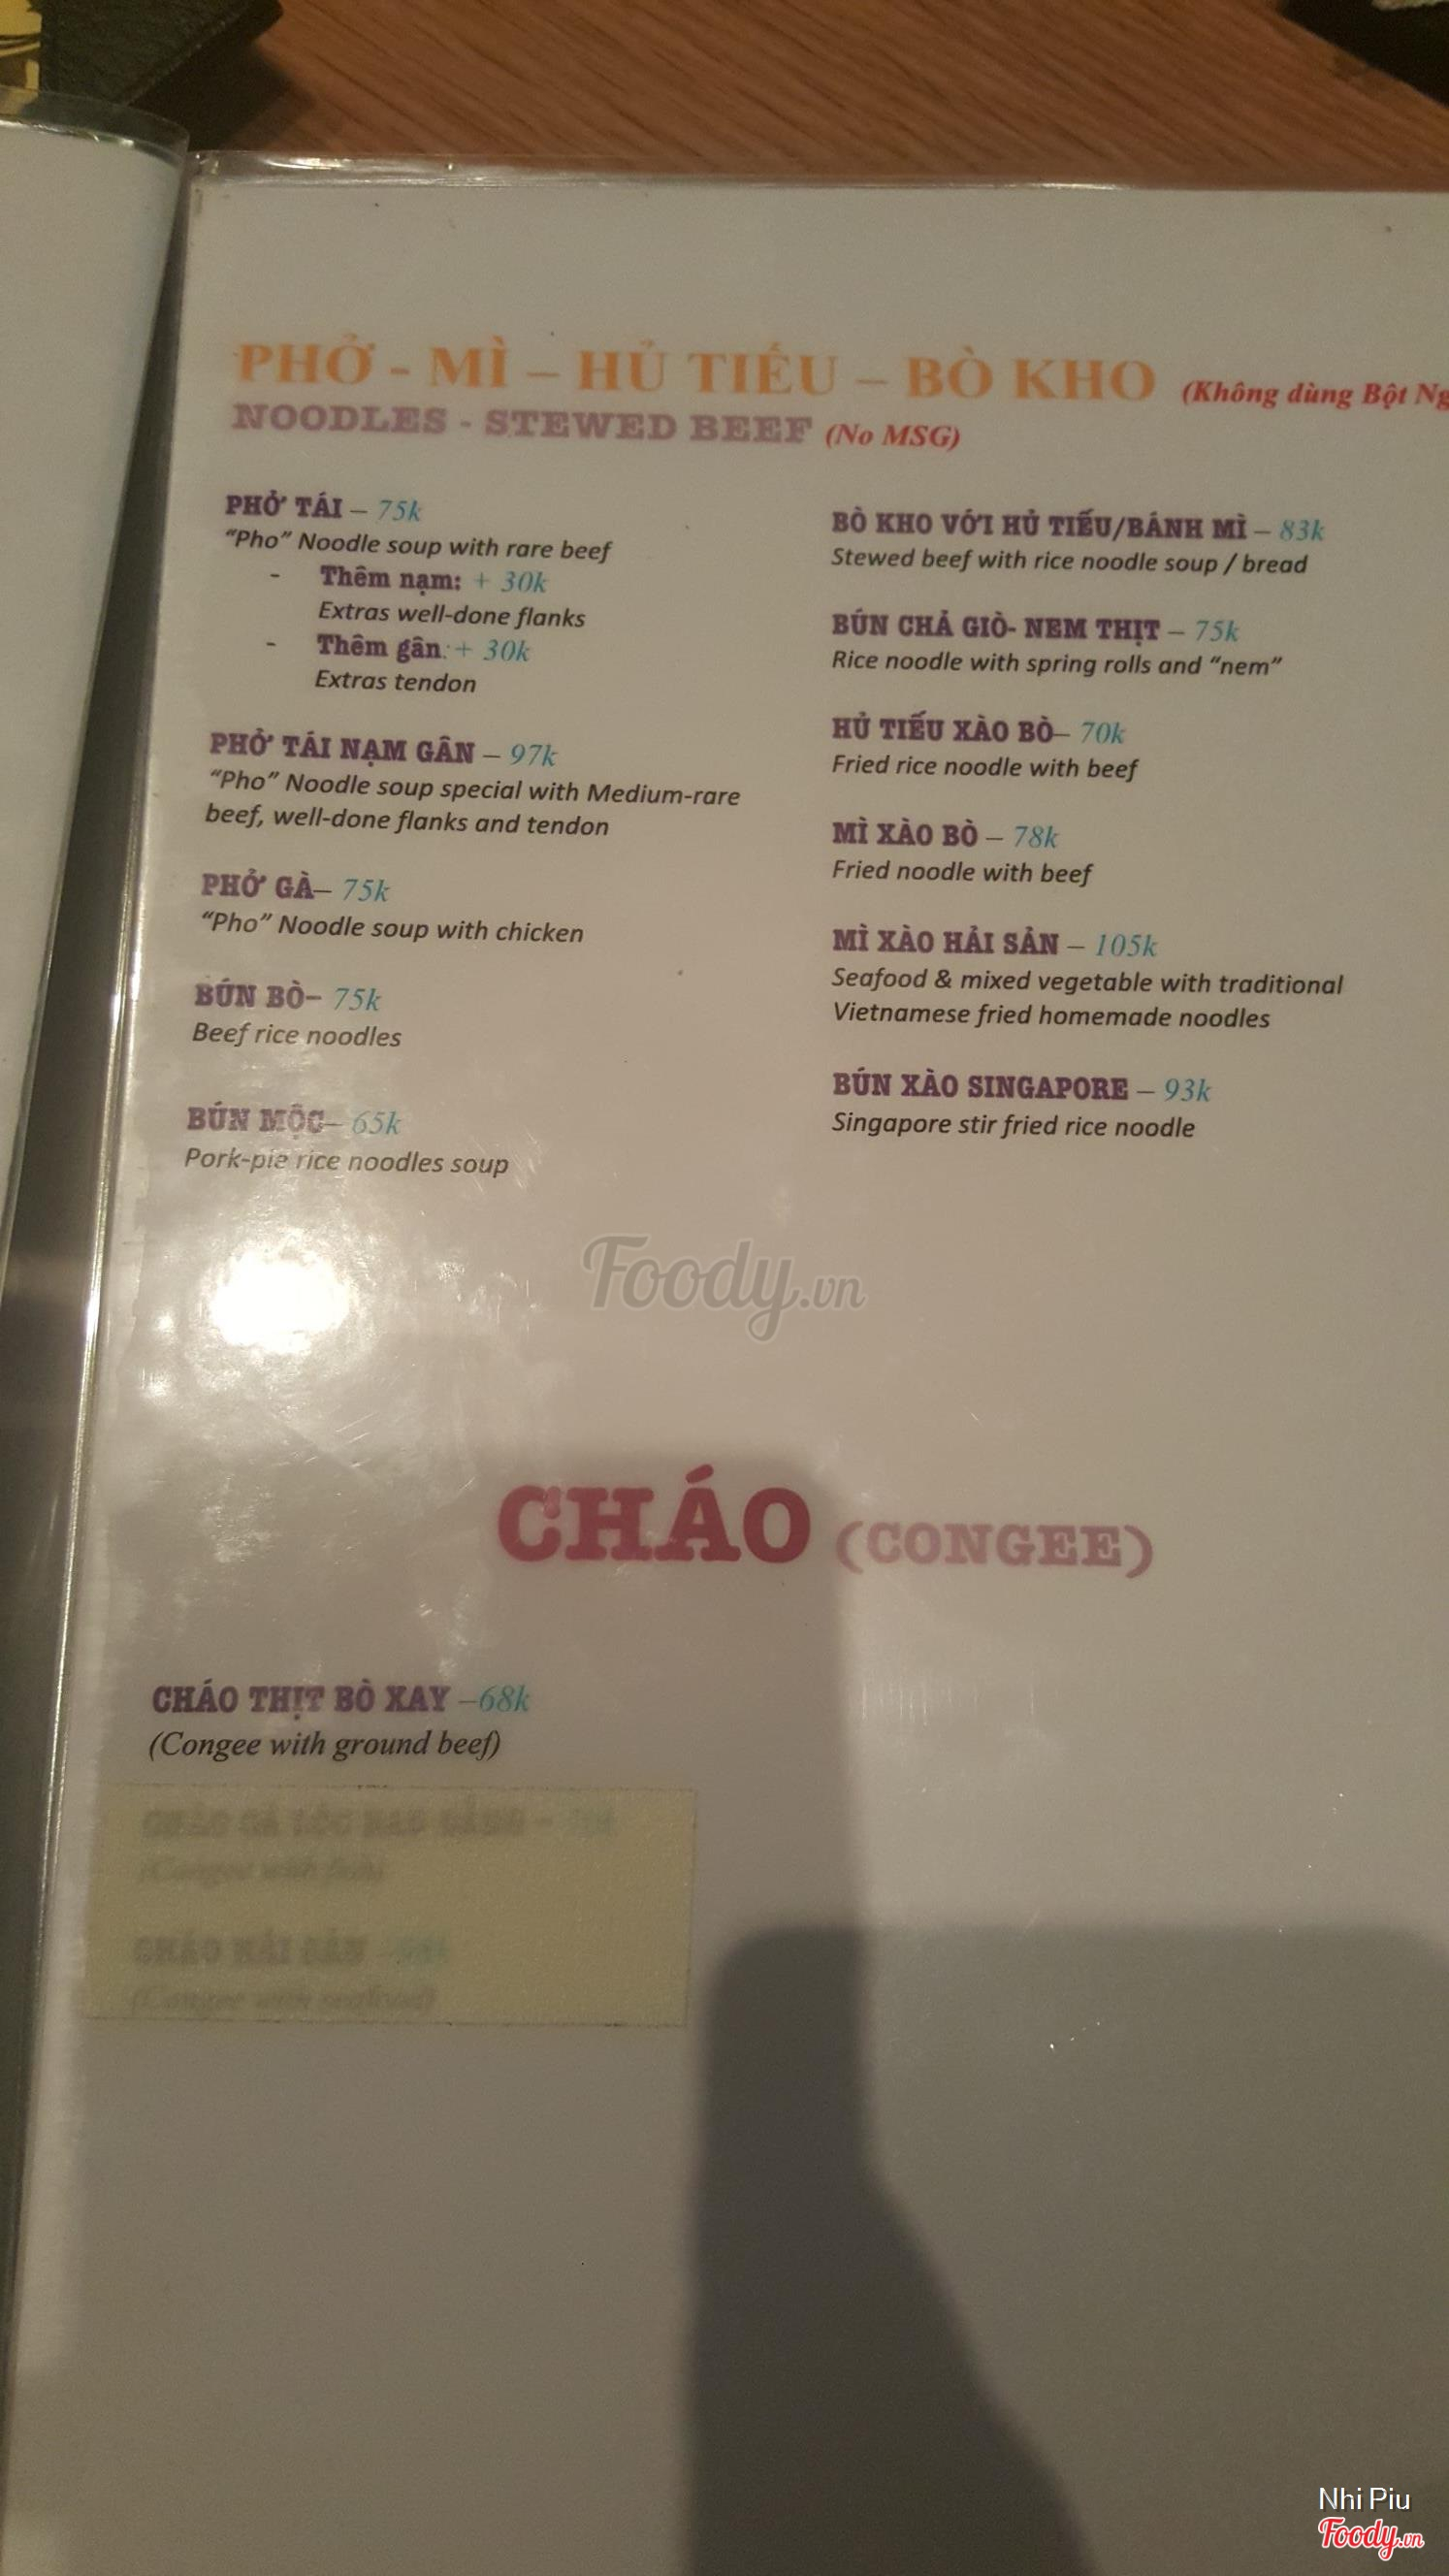 PHỞ - MÌ – HỦ TIẾU – BÒ KHO (Không dùng Bột Ng
NOODLES - STEWED BEEF (No MSG)
PHỞ TÁI – 75k
"Pho" Noodle soup with rare beef
- Thêm nạm: + 30k
Extras well-done flanks
- Thêm gân: + 30k
Extras tendon
PHỞ TÁI NẠM GÂN – 97k
"Pho" Noodle soup special with Medium-rare
beef, well-done flanks and tendon
PHỞ GÀ– 75k
"Pho" Noodle soup with chicken
BÚN BÒ– 75k
Beef rice noodles
BÚN MỘC– 65k
Pork-pie rice noodles soup
BÒ KHO VỚI HỦ TIẾU/BÁNH MÌ – 83k
Stewed beef with rice noodle soup / bread
BÚN CHẢ GIÒ- NEM THỊT – 75k
Rice noodle with spring rolls and "nem"
HỦ TIẾU XÀO BÒ– 70k
Fried rice noodle with beef
MÌ XÀO BÒ – 78k
Fried noodle with beef
MÌ XÀO HẢI SẢN – 105k
Seafood & mixed vegetable with traditional
Vietnamese fried homemade noodles
BÚN XÀO SINGAPORE – 93k
Singapore stir fried rice noodle
Foody.vn
CHÁO (CONGEE)
CHÁO THỊT BÒ XAY –68k
(Congee with ground beef)
CHÁO HẢI SẢN
(Congee with seafood)
Nhi Piu
Foody.vn